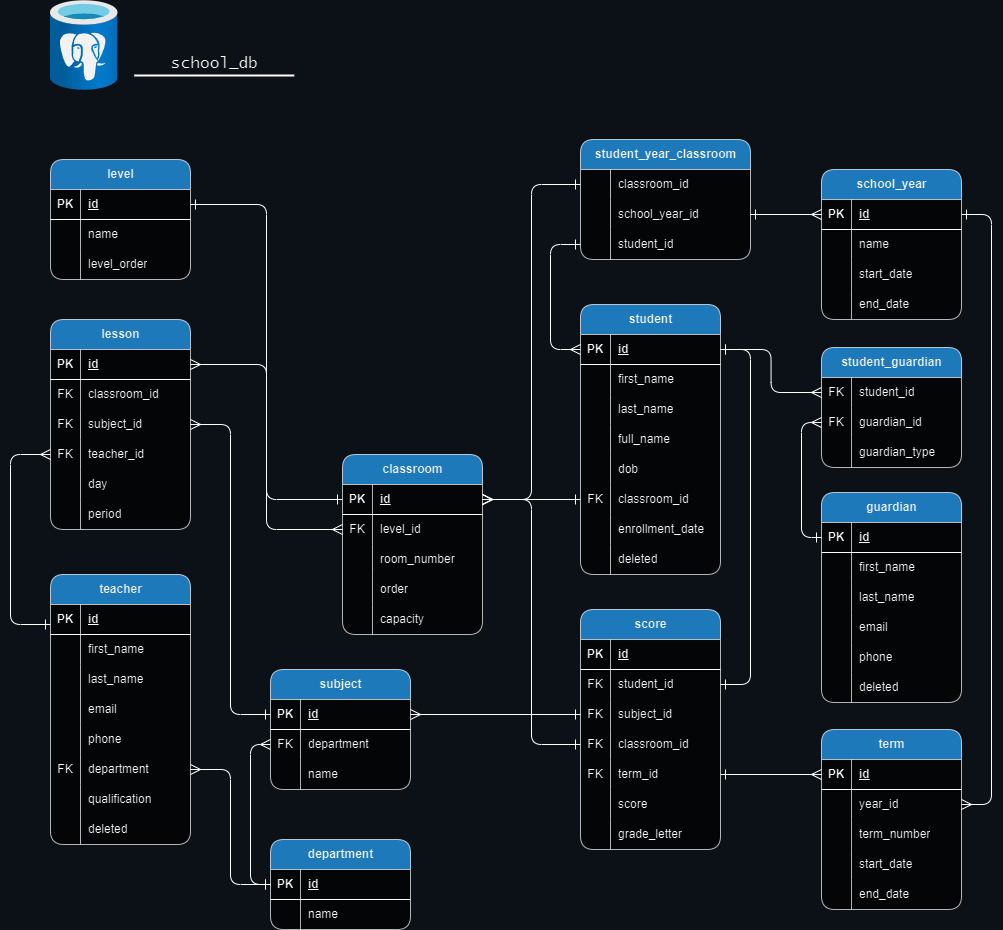 school_db
level
PK id
name
level_order
lesson
PK id
FK classroom_id
FK subject_id
FK teacher_id
day
period
teacher
PK id
first_name
last_name
email
phone
FK department
qualification
deleted
classroom
PK id
FK level_id
room_number
order
capacity
subject
PK id
FK department
name
department
PK id
name
student_year_classroom
classroom_id
school_year_id
student_id
student
PK id
first_name
last_name
full_name
dob
FK classroom_id
enrollment_date
deleted
score
PK id
FK student_id
FK subject_id
FK classroom_id
FK term_id
score
grade_letter
school_year
PK id
name
start_date
end_date
student_guardian
FK student_id
FK guardian_id
guardian_type
guardian
PK id
first_name
last_name
email
phone
deleted
term
PK id
year_id
term_number
start_date
end_date